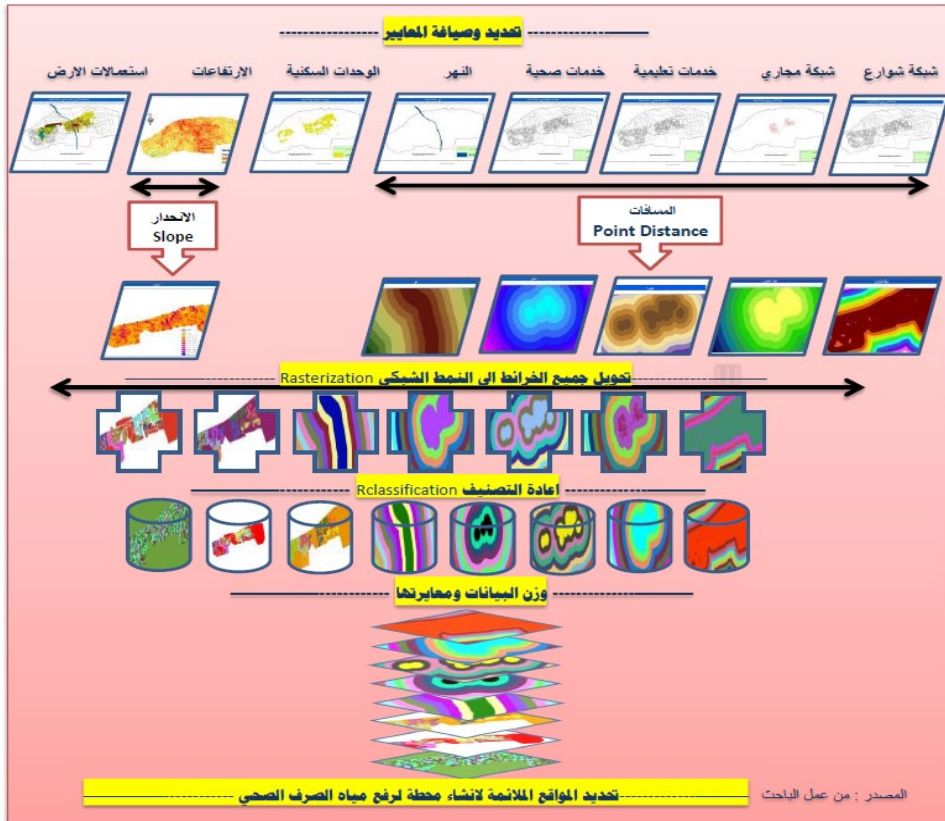 تحديد وصياغة المعايير
شبكة شوارع
شبكة مجاري
خدمات تعليمية
خدمات صحية
النهر
الوحدات السكنية
الارتفاعات
استعمالات الارض
المسافات
Point Distance
الانحدار
Slope
تحويل جميع الخرائط الى النمط الشبكي Rasterization
اعادة التصنيف Rclassification
وزن البيانات ومعايرتها
تحديد المواقع الملائمة لانشاء محطة لرفع مياه الصرف الصحي
المصدر : من عمل الباحث